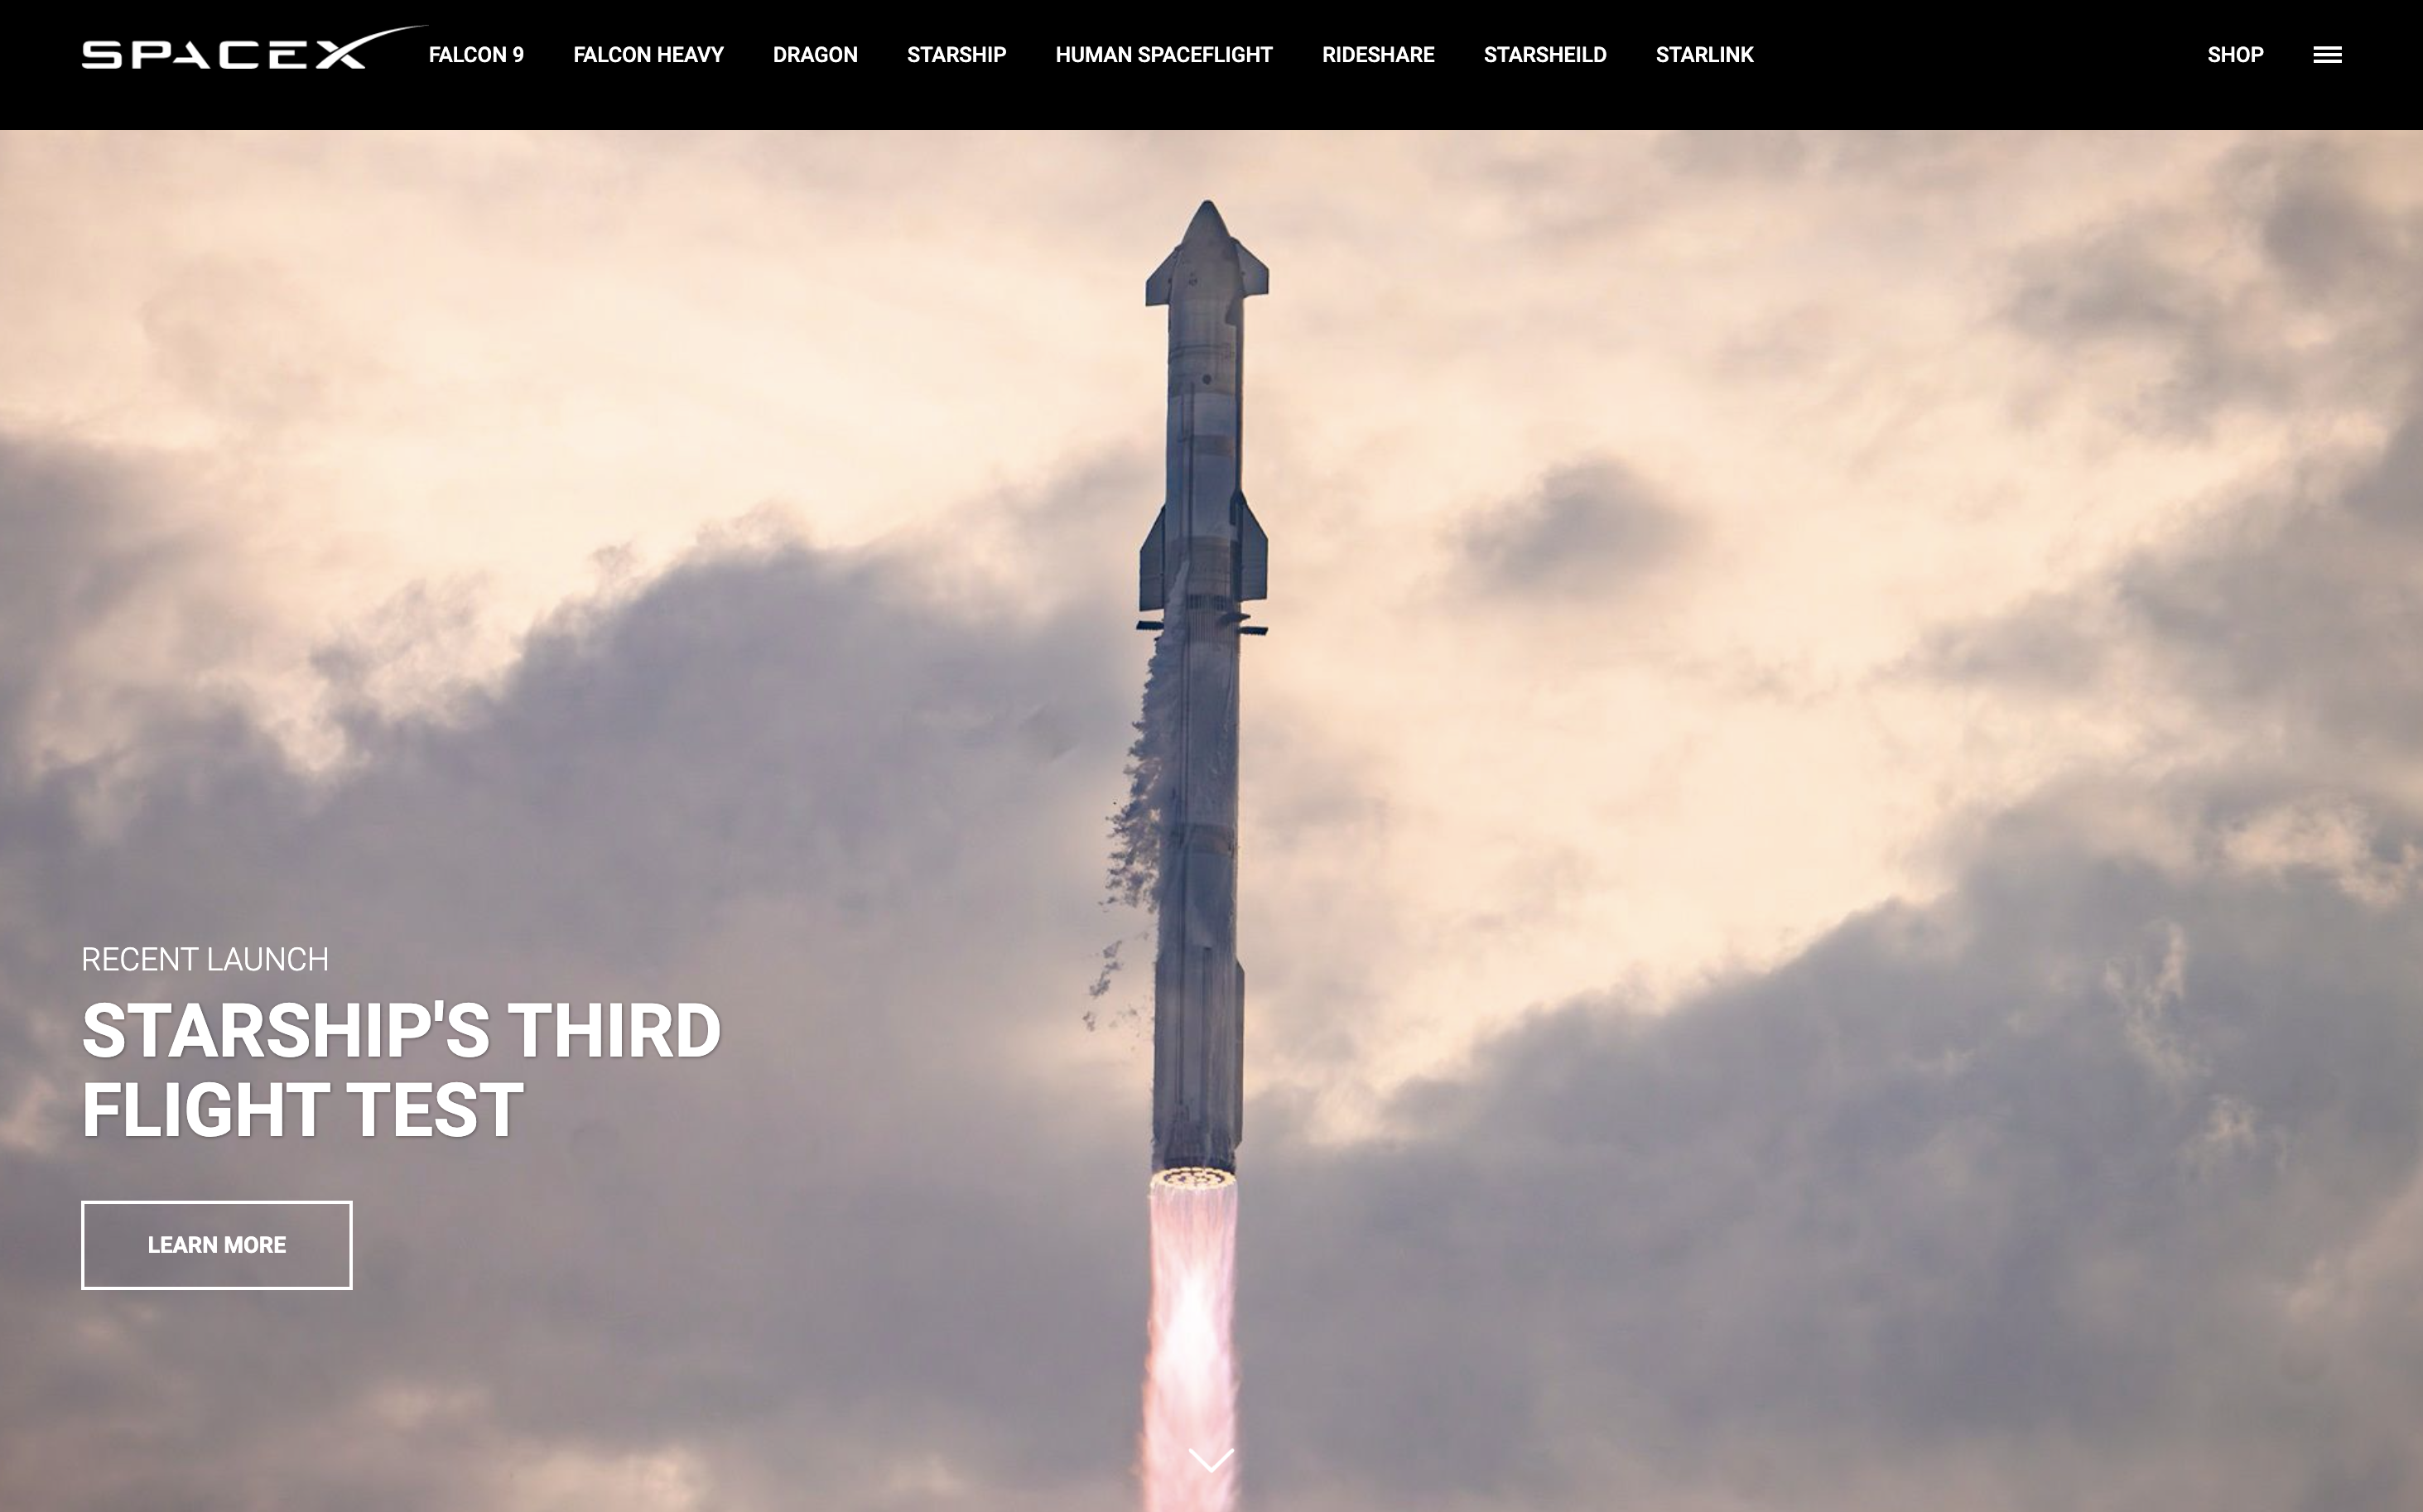 SPACEX FALCON 9 FALCON HEAVY DRAGON STARSHIP HUMAN SPACEFLIGHT RIDESHARE STARSHEILD STARLINK SHOP
RECENT LAUNCH
STARSHIP'S THIRD
FLIGHT TEST
LEARN MORE